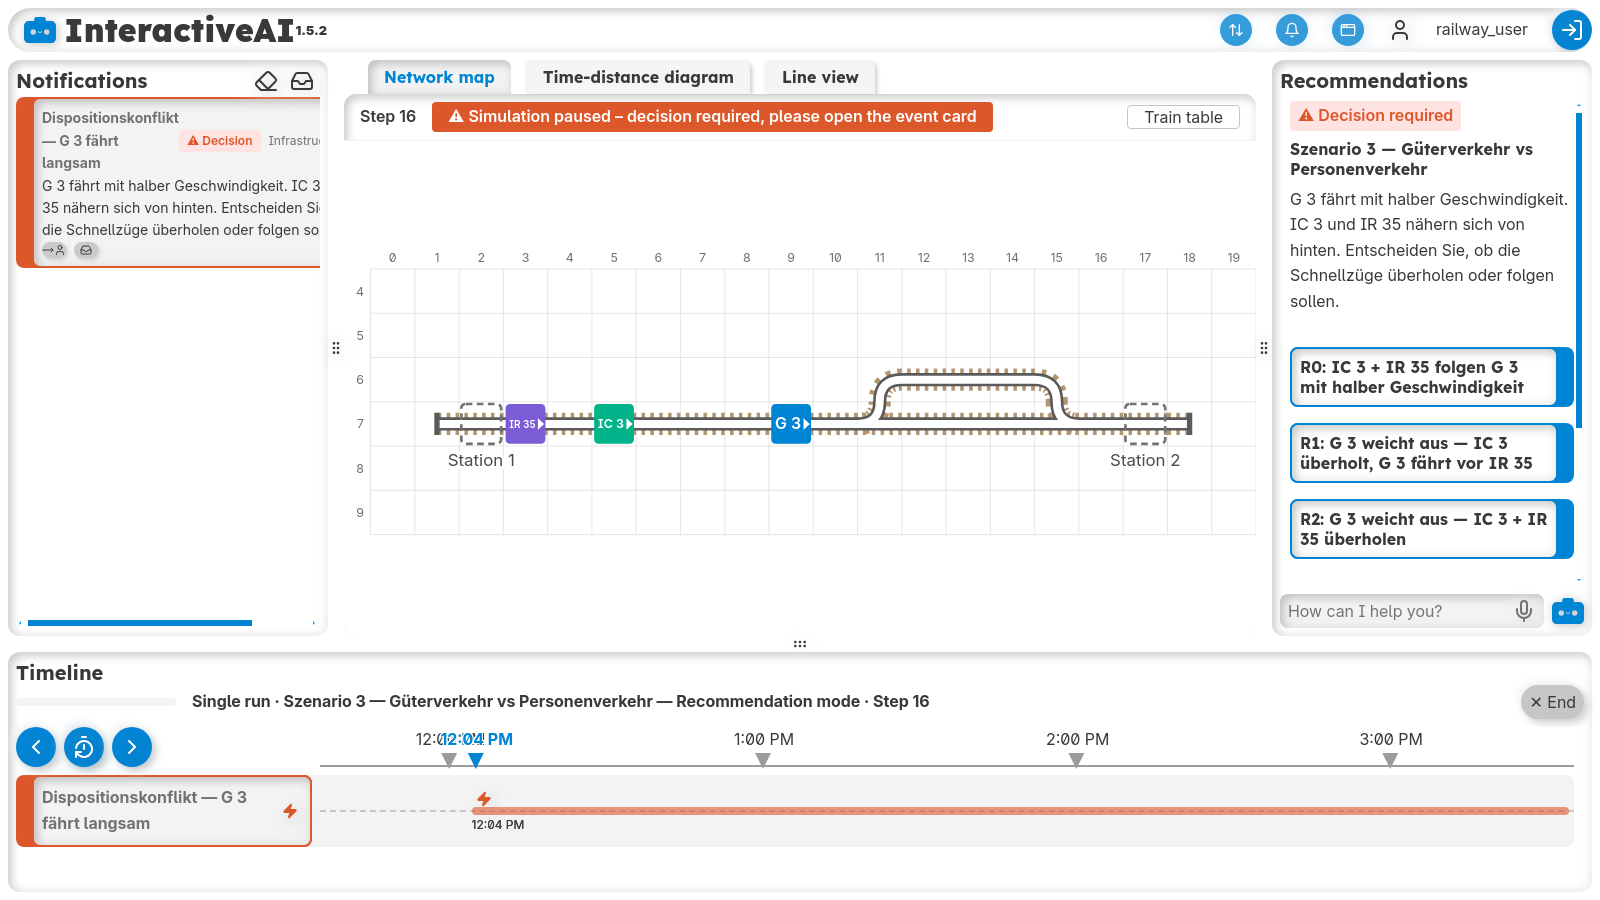 InteractiveAI 1.5.2
railway_user
Notifications
Dispositionskonflikt
— G 3 fährt
langsam
Decision
G 3 fährt mit halber Geschwindigkeit. IC 3
35 nähern sich von hinten. Entscheiden
die Schnellzüge überholen oder folgen
Network map
Time-distance diagram
Line view
Step 16
Simulation paused – decision required, please open the event card
Train table
0 1 2 3 4 5 6 7 8 9 10 11 12 13 14 15 16 17 18 19
4
5
6
7
8
9
IR 35
IC 3
G 3
Station 1
Station 2
Recommendations
Decision required
Szenario 3 — Güterverkehr vs
Personenverkehr
G 3 fährt mit halber Geschwindigkeit.
IC 3 und IR 35 nähern sich von
hinten. Entscheiden Sie, ob die
Schnellzüge überholen oder folgen
sollen.
R0: IC 3 + IR 35 folgen G 3
mit halber Geschwindigkeit
R1: G 3 weicht aus — IC 3
überholt, G 3 fährt vor IR 35
R2: G 3 weicht aus — IC 3 + IR
35 überholen
How can I help you?
Timeline
Single run · Szenario 3 — Güterverkehr vs Personenverkehr — Recommendation mode · Step 16
× End
12:04 PM
1:00 PM
2:00 PM
3:00 PM
Dispositionskonflikt — G 3
fährt langsam
12:04 PM